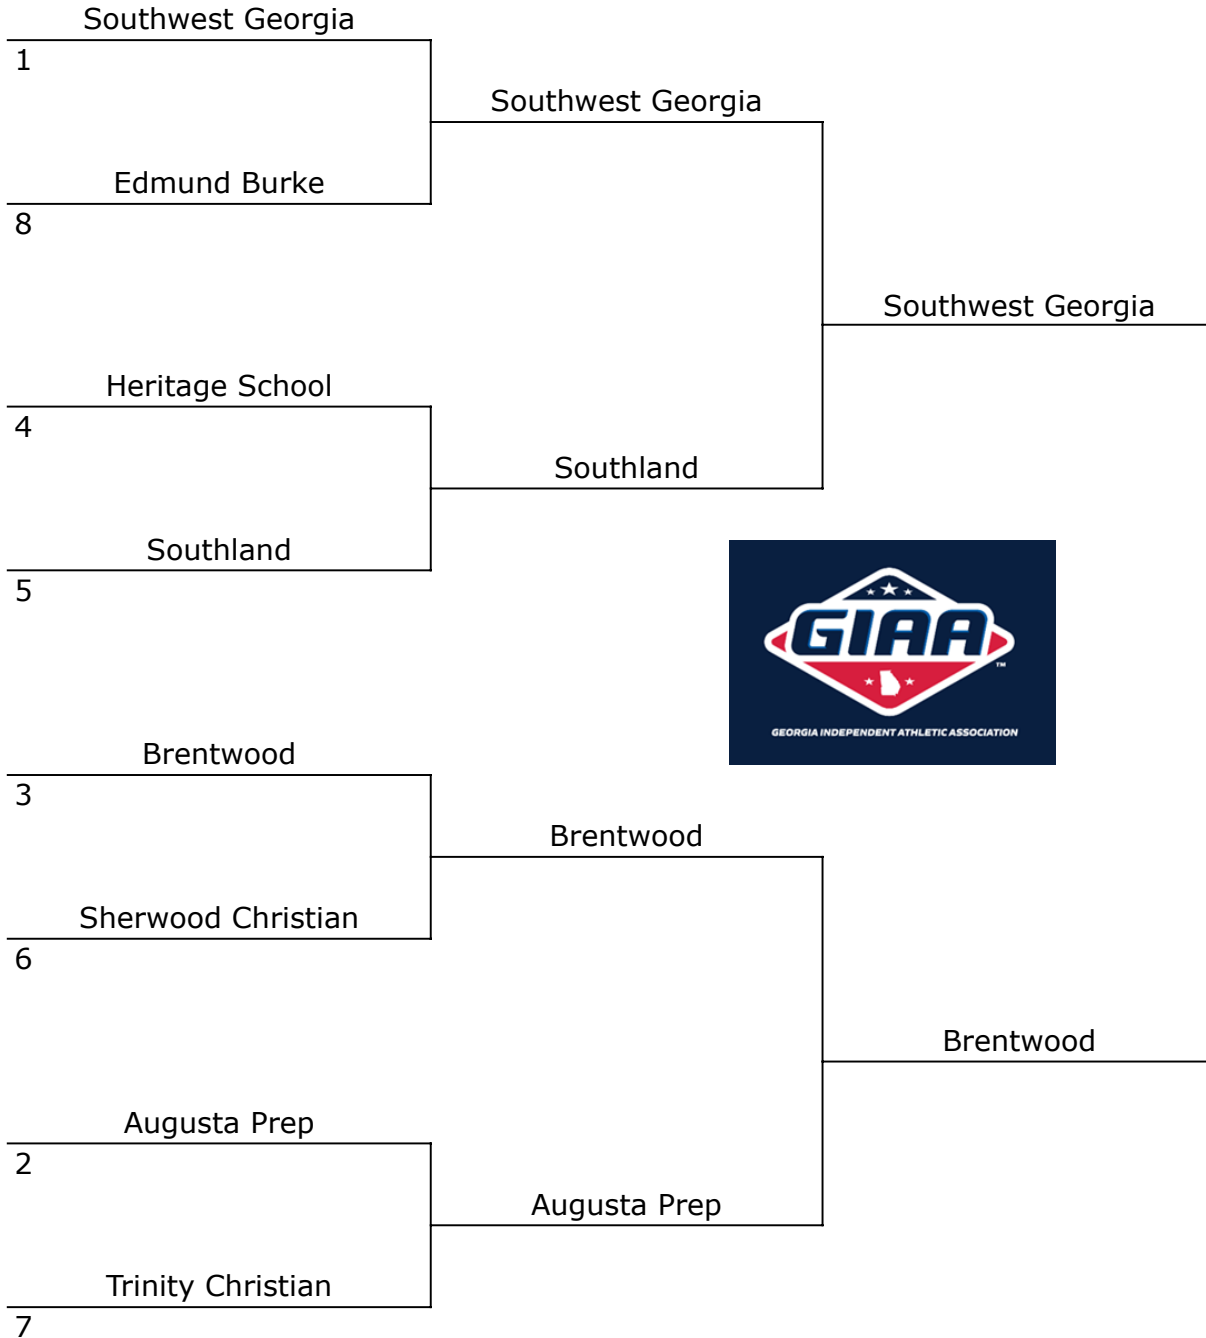 Southwest Georgia
1
Southwest Georgia
Edmund Burke
8
Southwest Georgia
Heritage School
4
Southland
Southland
5
GIAA
TM
GEORGIA INDEPENDENT ATHLETIC ASSOCIATION
Brentwood
3
Brentwood
Sherwood Christian
6
Brentwood
Augusta Prep
2
Augusta Prep
Trinity Christian
7